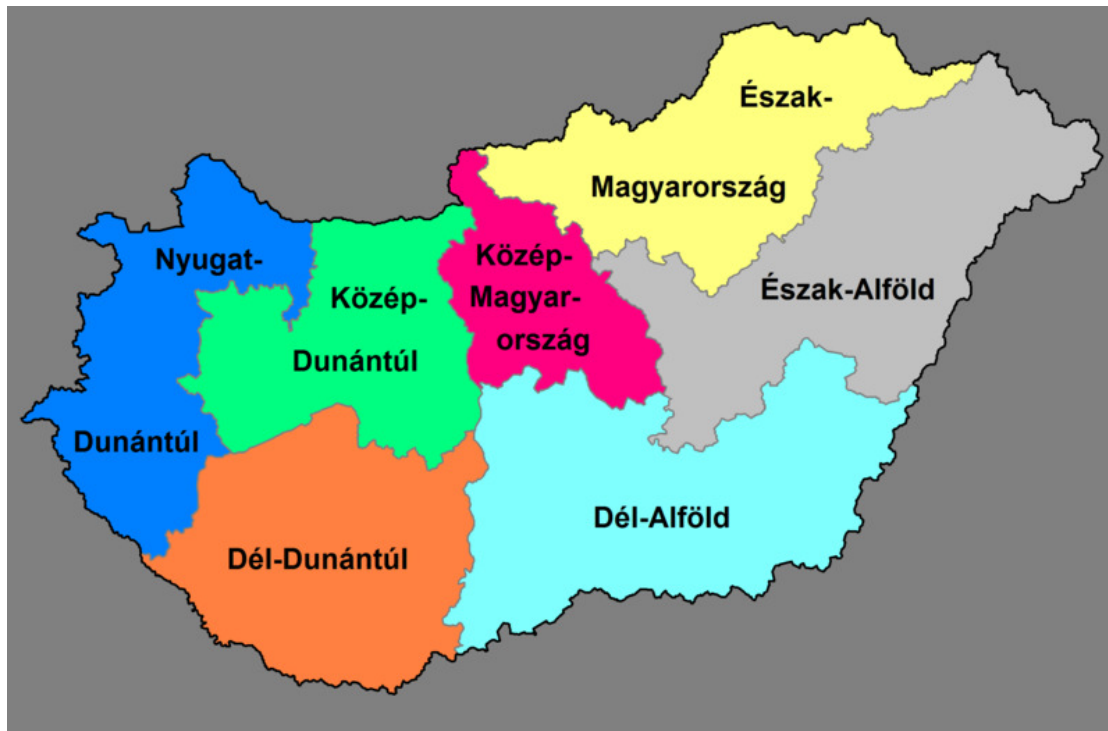 Észak-
Magyarország
Nyugat-
Dunántúl
Közép-
Dunántúl
Közép-
Magyar-
ország
Észak-Alföld
Dél-Dunántúl
Dél-Alföld